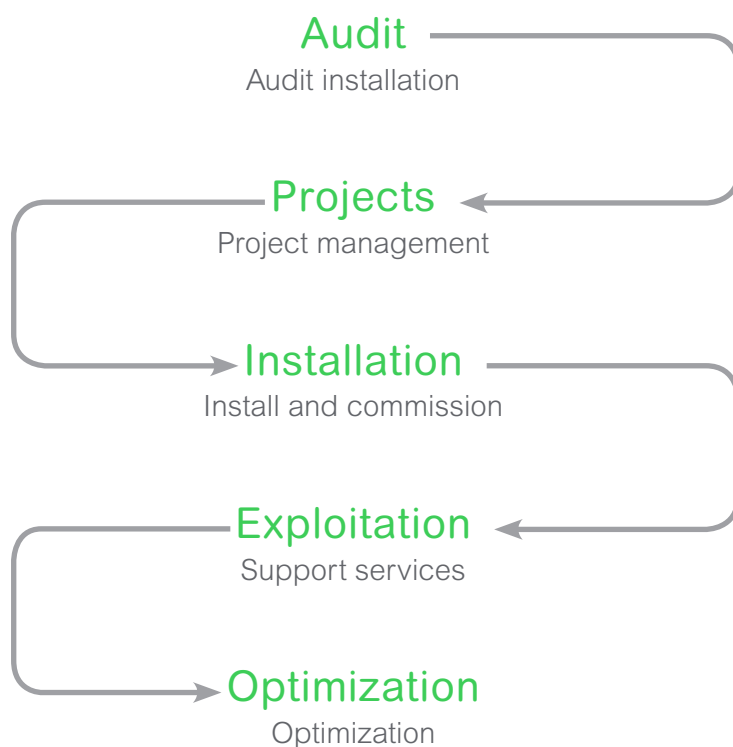 Audit
Audit installation
Projects
Project management
Installation
Install and commission
Exploitation
Support services
Optimization
Optimization